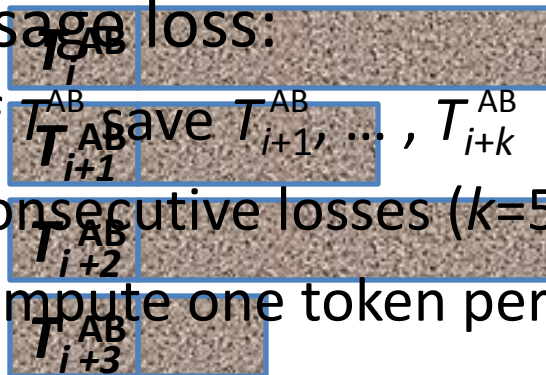 sage loss:
T_i^AB
T^AB save T_{i+1}^AB, ... , T_{i+k}^AB
T_{i+1}^AB
onsecutive losses (k=5
T_{i+2}^AB
mpute one token per
T_{i+3}^AB